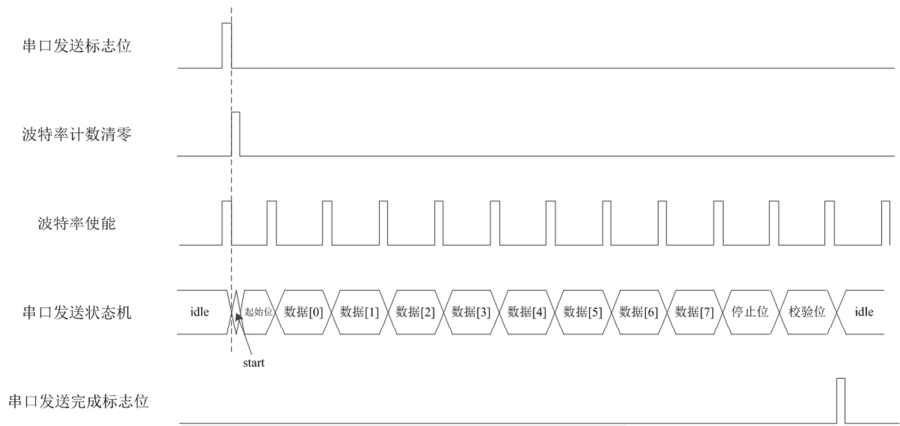 串口发送标志位
波特率计数清零
波特率使能
串口发送状态机
idle
起始位
数据[0]
数据[1]
数据[2]
数据[3]
数据[4]
数据[5]
数据[6]
数据[7]
停止位
校验位
idle
start
串口发送完成标志位